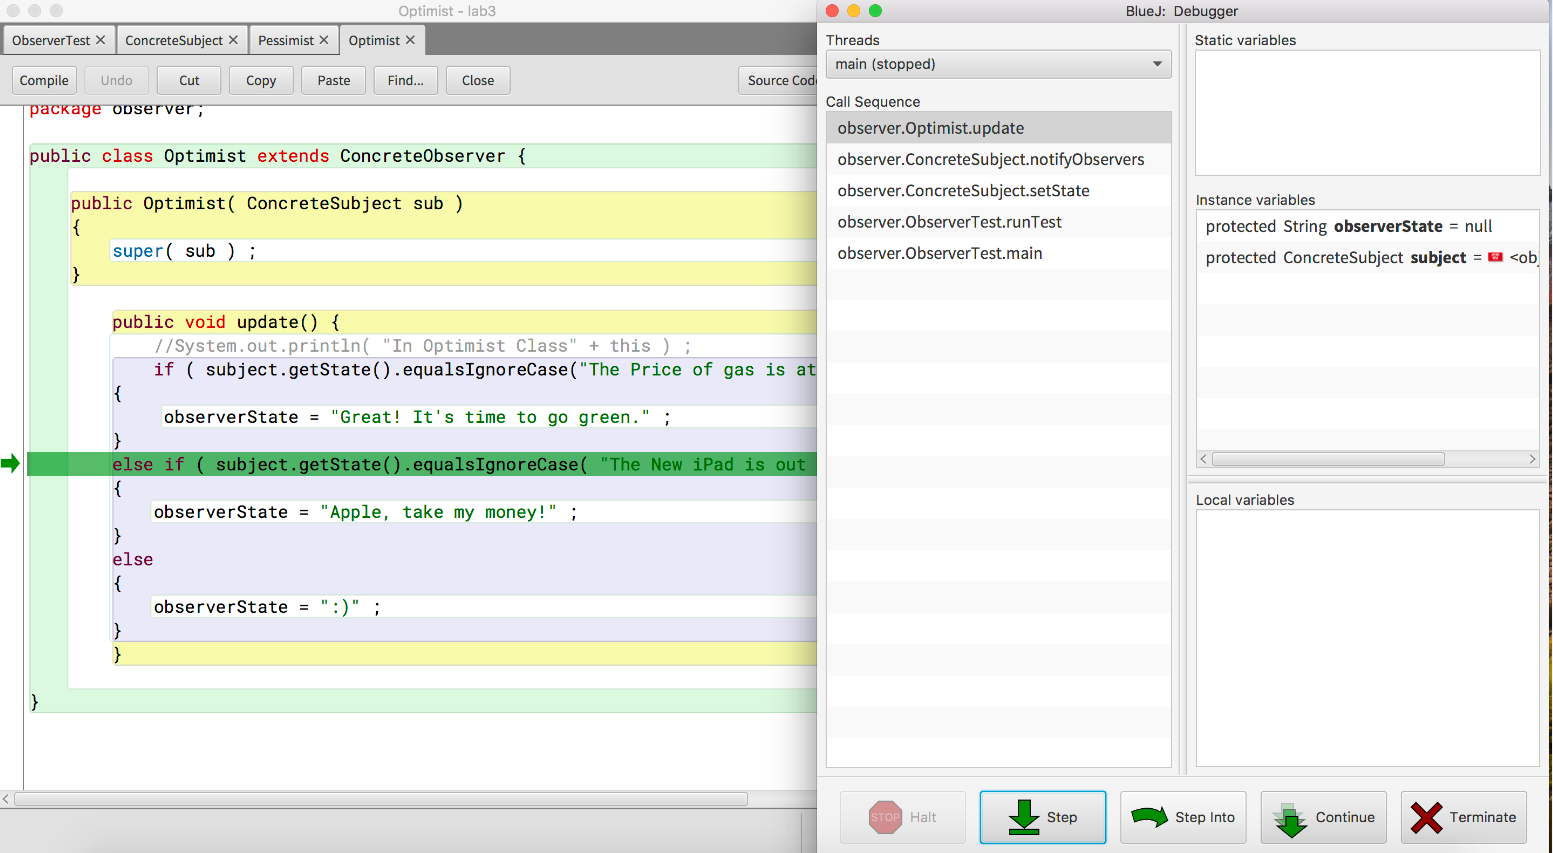 Optimist - lab3
ObserverTest ConcreteSubject Pessimist Optimist
Compile Undo Cut Copy Paste Find... Close Source Code
package observer;
public class Optimist extends ConcreteObserver {
public Optimist( ConcreteSubject sub )
{
super( sub ) ;
}
public void update() {
//System.out.println( "In Optimist Class" + this ) ;
if ( subject.getState().equalsIgnoreCase("The Price of gas is at
{
observerState = "Great! It's time to go green." ;
}
else if ( subject.getState().equalsIgnoreCase( "The New iPad is out
{
observerState = "Apple, take my money!" ;
}
else
{
observerState = ":)" ;
}
}
}
BlueJ: Debugger
Threads
main (stopped)
Call Sequence
observer.Optimist.update
observer.ConcreteSubject.notifyObservers
observer.ConcreteSubject.setState
observer.ObserverTest.runTest
observer.ObserverTest.main
Static variables
Instance variables
protected String observerState = null
protected ConcreteSubject subject = <obj
Local variables
STOP Halt Step Step Into Continue Terminate